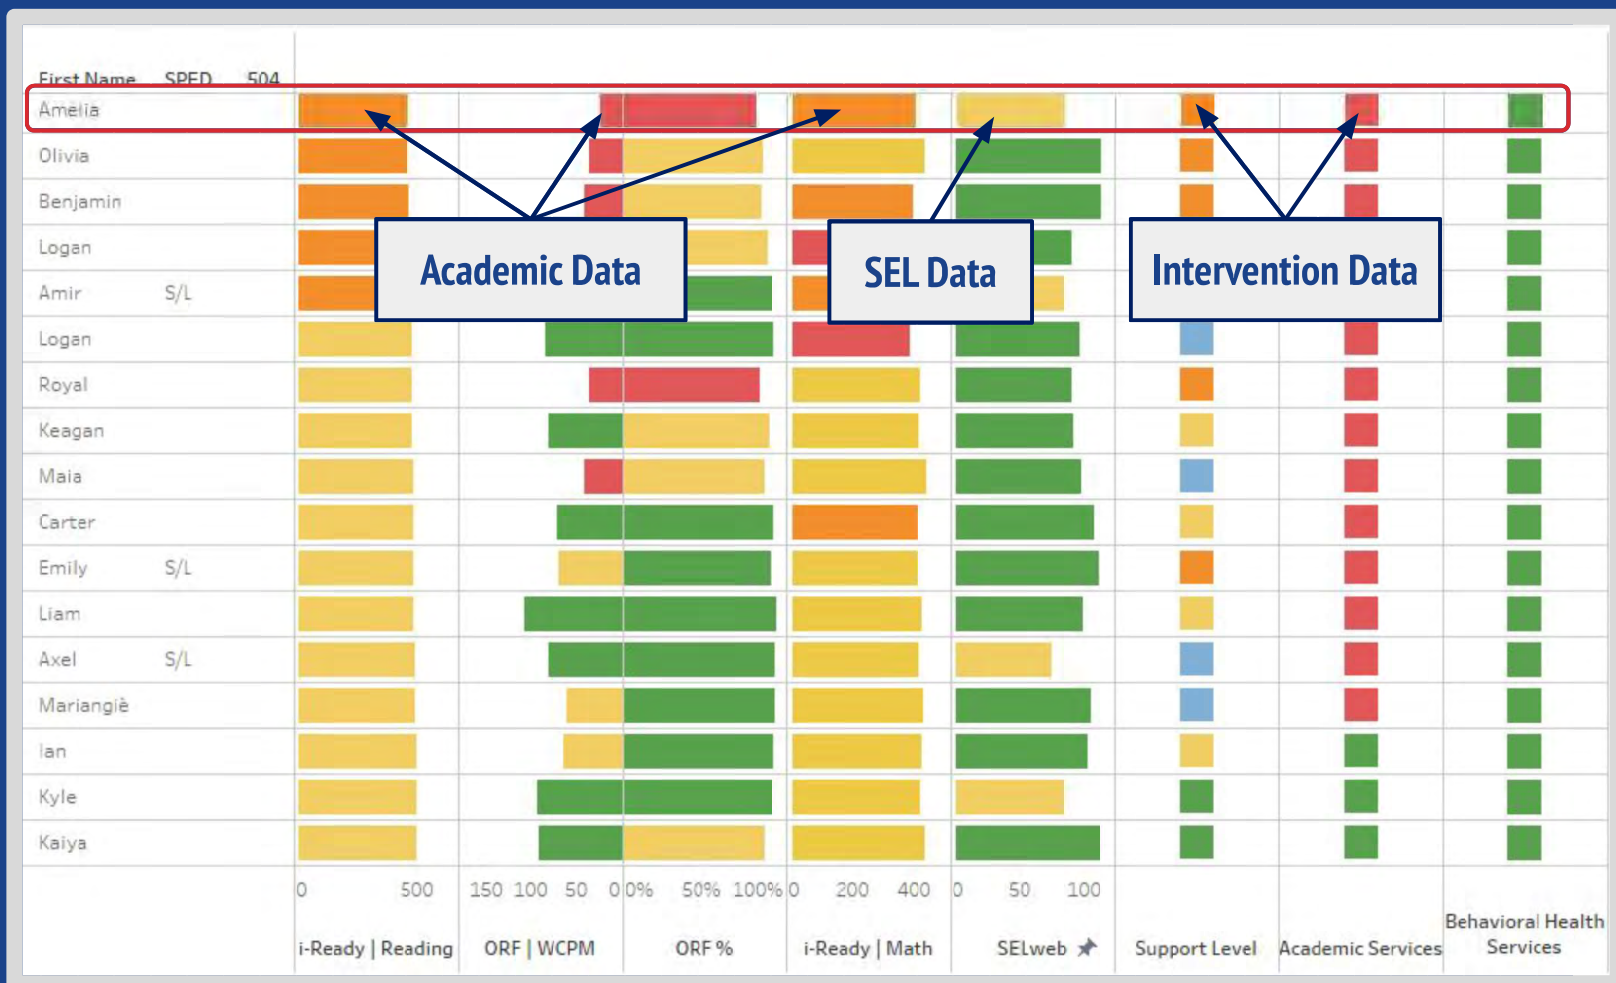 First Name SPED 504
Amelia
Olivia
Benjamin
Logan
Amir S/L
Academic Data
SEL Data
Intervention Data
Logan
Royal
Keagan
Maia
Carter
Emily S/L
Liam
Axel S/L
Mariangiè
Ian
Kyle
Kaiya
0 500 150 100 50 0 0% 50% 100% 0 200 400 0 50 100
i-Ready | Reading ORF | WCPM ORF % i-Ready | Math SELweb Support Level Academic Services Behavioral Health
Services